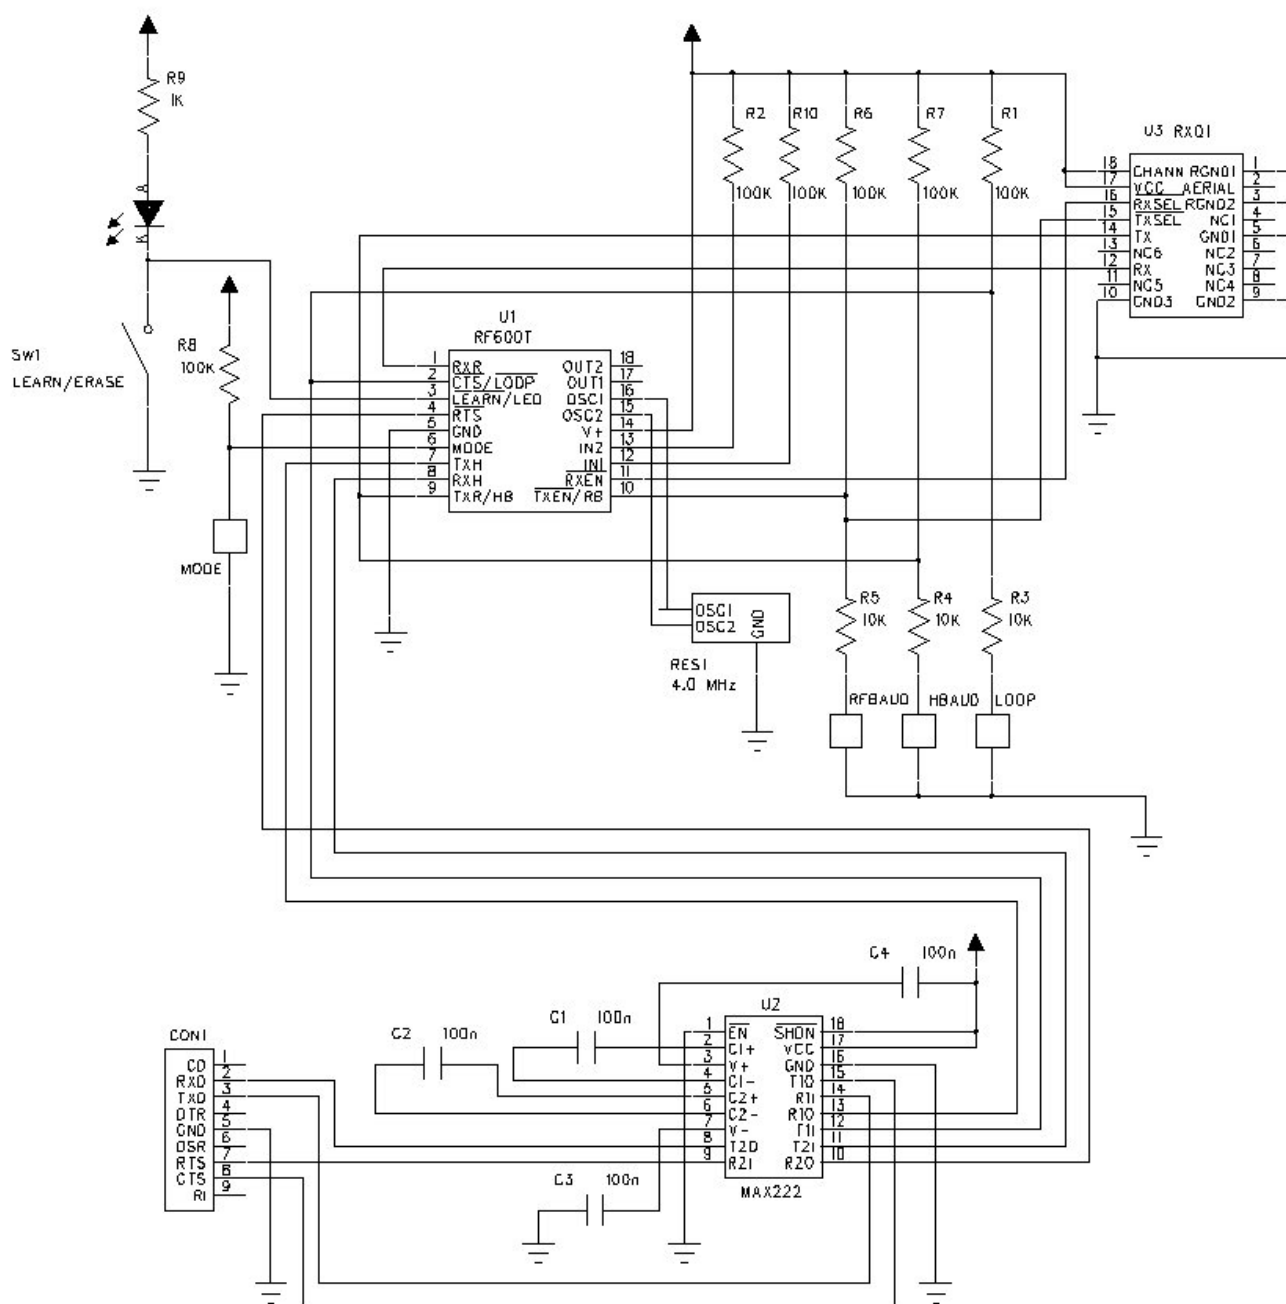 R9
1K
A
K
SW1
LEARN/ERASE
R8
100K
MODE
R2
100K
R10
100K
R6
100K
R7
100K
R1
100K
U3 RX01
18 CHANN RGND1 1
17 VCC AERIAL 2
16 RXSEL RGND2 3
15 TXSEL NC1 4
14 TX GND1 5
13 NC6 NC2 6
12 RX NC3 7
11 NC5 NC4 8
10 GND3 GND2 9
U1
RF600T
1 RXR OUT2 18
2 CTS/LOOP OUT1 17
3 LEARN/LED OSC1 16
4 RTS OSC2 15
5 GND V+ 14
6 MODE IN2 13
7 TXH IN1 12
8 RXH RXEN 11
9 TXR/HB TXEN/RB 10
OSC1
OSC2
GND
RES1
4.0 MHz
R5
10K
R4
10K
R3
10K
RFBAUD HBAUD LOOP
C4 100n
C1 100n
C2 100n
C3 100n
U2
1 EN SHDN 18
2 C1+ VCC 17
3 V+ GND 16
4 C1- T1O 15
5 C2+ R1I 14
6 C2- R1O 13
7 V- T1I 12
8 T2O T2I 11
9 R2I R2O 10
MAX222
CON1
CD 1
RXD 2
TXD 3
DTR 4
GND 5
DSR 6
RTS 7
CTS 8
RI 9